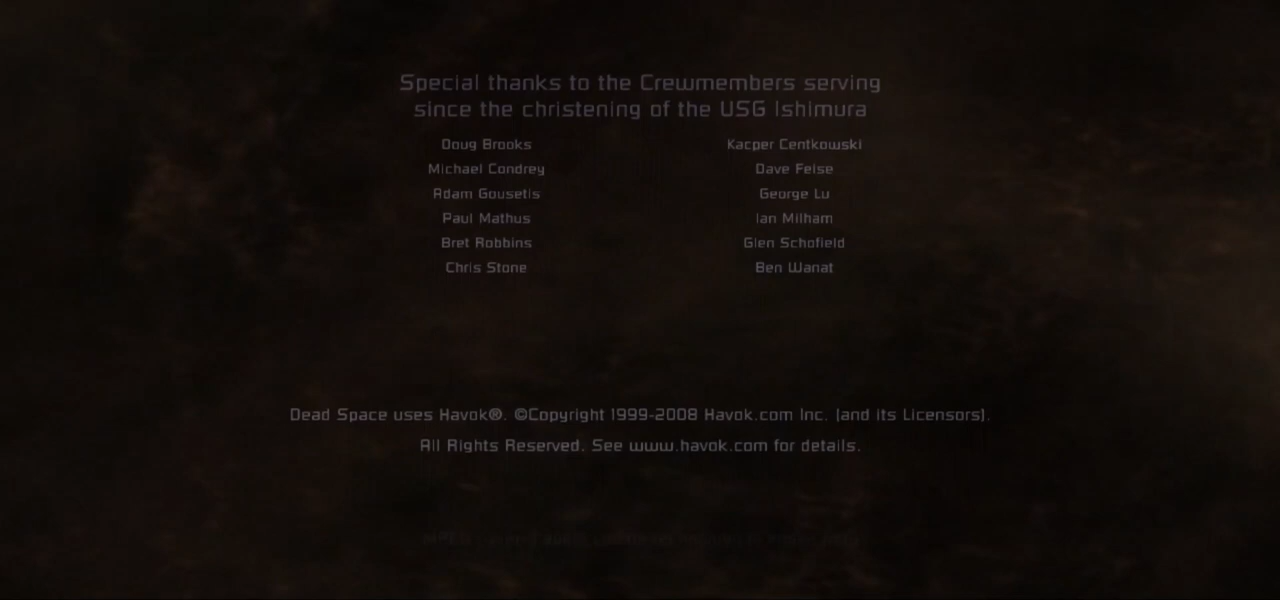 Special thanks to the Crewmembers serving
since the christening of the USG Ishimura
Doug Brooks
Kacper Centkowski
Michael Condrey
Dave Feise
Adam Gousetis
George Lu
Paul Mathus
Ian Milham
Bret Robbins
Glen Schofield
Chris Stone
Ben Wanat
Dead Space uses Havok®. ©Copyright 1999-2008 Havok.com Inc. (and its Licensors).
All Rights Reserved. See www.havok.com for details.